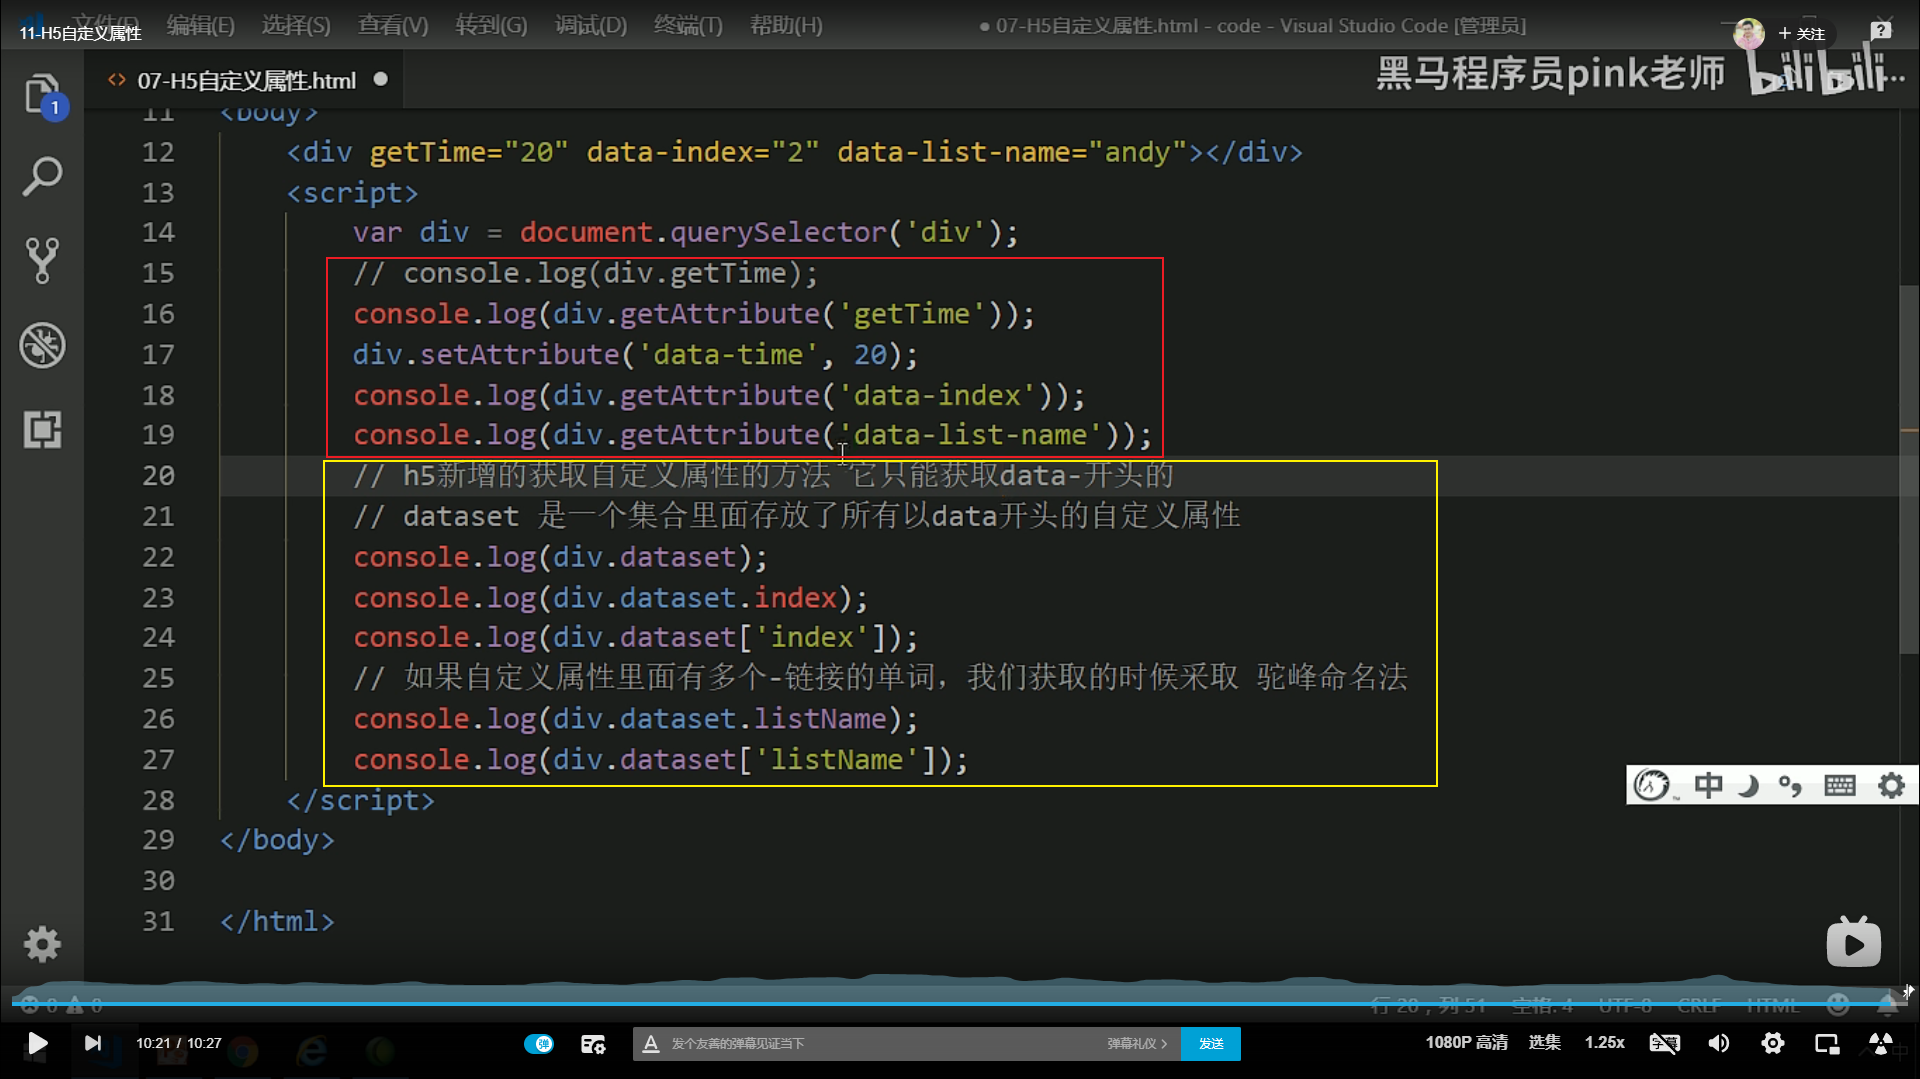 文件(F) 编辑(E) 选择(S) 查看(V) 转到(G) 调试(D) 终端(T) 帮助(H) ● 07-H5自定义属性.html - code - Visual Studio Code [管理员]
11-H5自定义属性
+ 关注
<> 07-H5自定义属性.html ●
黑马程序员pink老师 bilibili
1
11 <body>
12 <div getTime="20" data-index="2" data-list-name="andy"></div>
13 <script>
14 var div = document.querySelector('div');
15 // console.log(div.getTime);
16 console.log(div.getAttribute('getTime'));
17 div.setAttribute('data-time', 20);
18 console.log(div.getAttribute('data-index'));
19 console.log(div.getAttribute('data-list-name'));
20 // h5新增的获取自定义属性的方法 它只能获取data-开头的
21 // dataset 是一个集合里面存放了所有以data开头的自定义属性
22 console.log(div.dataset);
23 console.log(div.dataset.index);
24 console.log(div.dataset['index']);
25 // 如果自定义属性里面有多个-链接的单词，我们获取的时候采取 驼峰命名法
26 console.log(div.dataset.listName);
27 console.log(div.dataset['listName']);
28 </script>
29 </body>
30
31 </html>
中
0 0 行 20，列 51 空格: 4 UTF-8 CRLF HTML
10:21 / 10:27 弹 A 发个友善的弹幕见证当下 弹幕礼仪 > 发送 1080P 高清 选集 1.25x 字幕